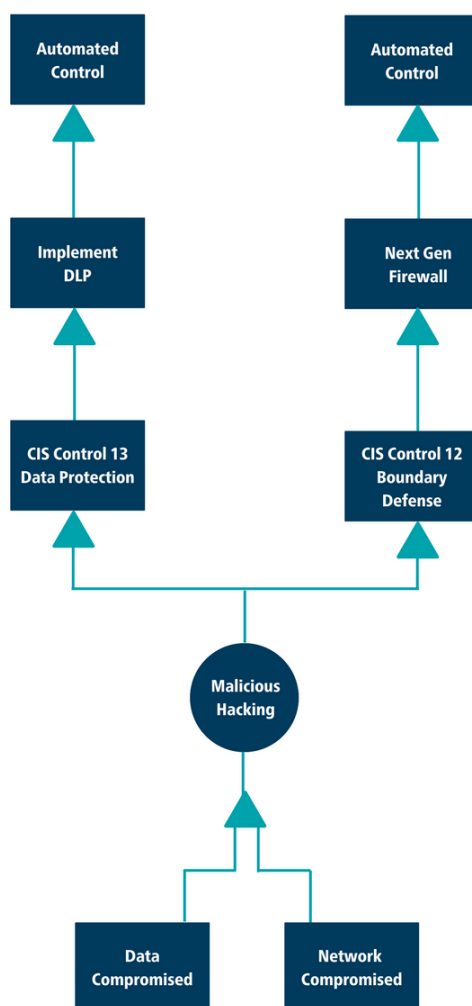 Automated
Control
Automated
Control
Implement
DLP
Next Gen
Firewall
CIS Control 13
Data Protection
CIS Control 12
Boundary
Defense
Malicious
Hacking
Data
Compromised
Network
Compromised